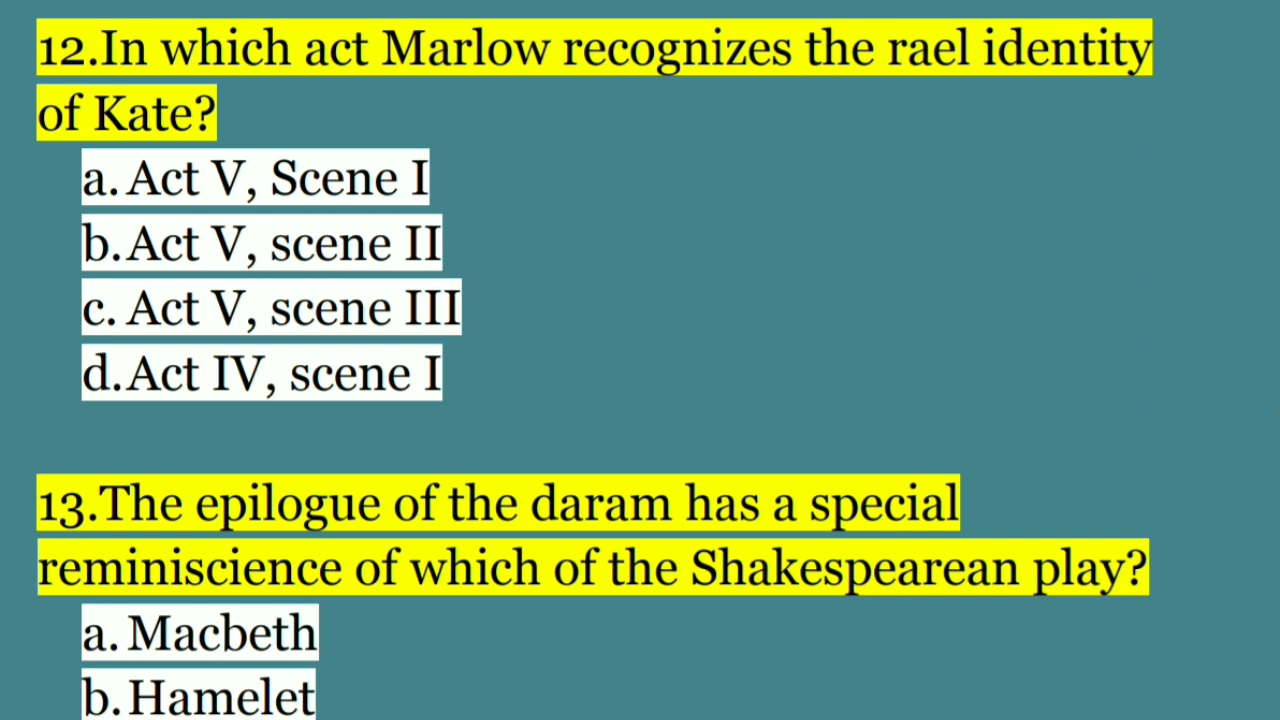 12.In which act Marlow recognizes the rael identity
of Kate?
a. Act V, Scene I
b.Act V, scene II
c. Act V, scene III
d.Act IV, scene I
13.The epilogue of the daram has a special
reminiscience of which of the Shakespearean play?
a. Macbeth
b.Hamelet